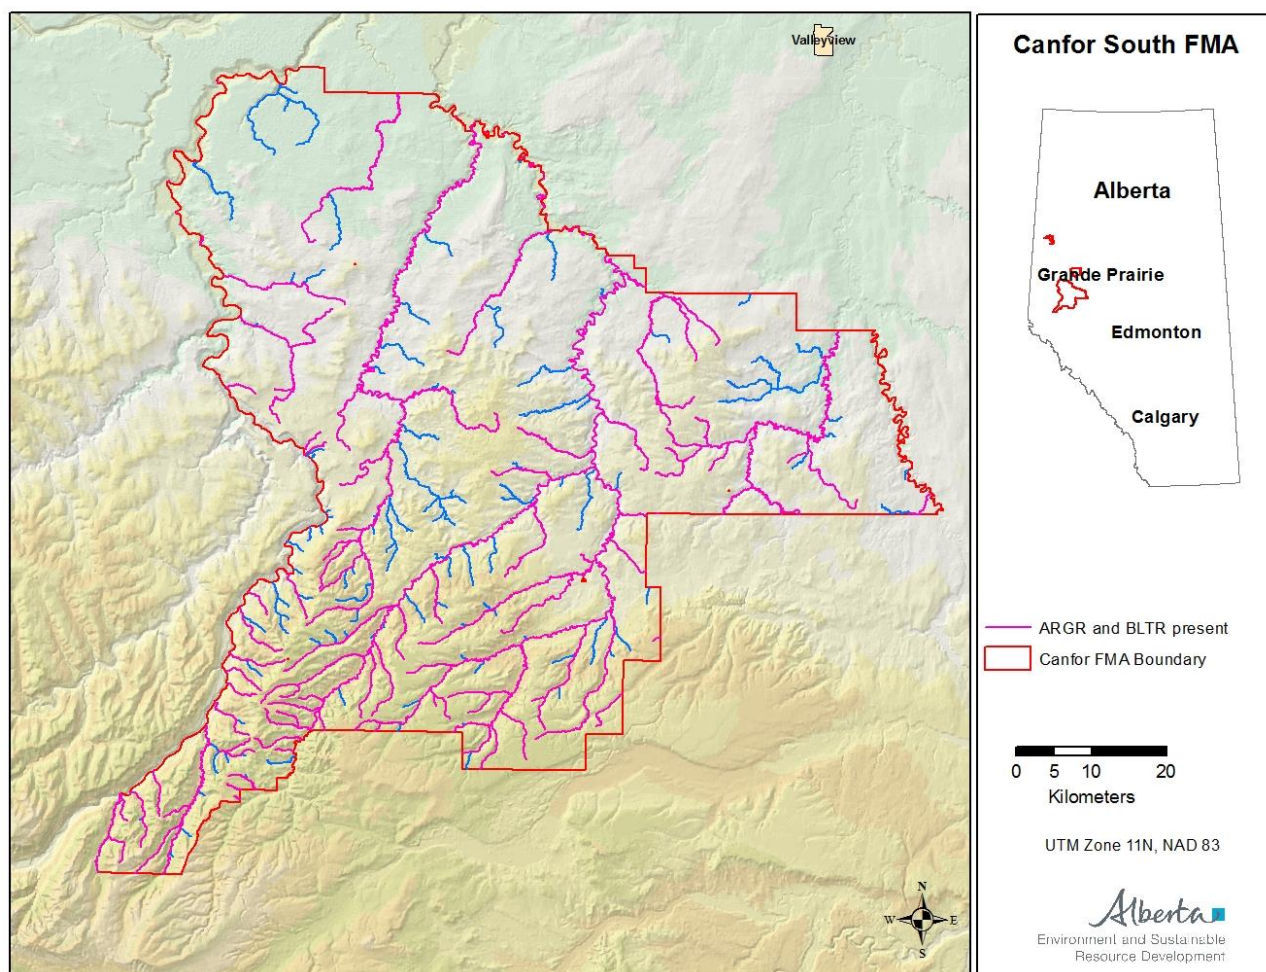 Valleyview
Canfor South FMA
Alberta
Grande Prairie
Edmonton
Calgary
ARGR and BLTR present
Canfor FMA Boundary
0 5 10 20
Kilometers
UTM Zone 11N, NAD 83
N
W E
S
Alberta
Environment and Sustainable
Resource Development